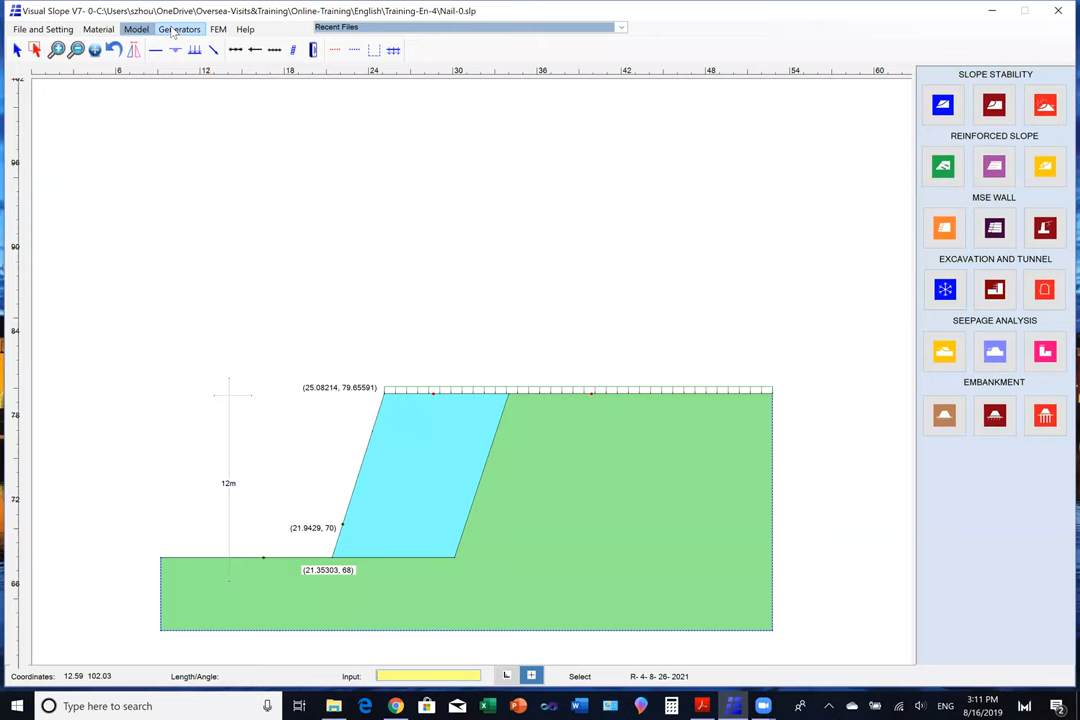 Visual Slope V7- 0-C:\Users\szhou\OneDrive\Oversea-Visits&Training\Online-Training\English\Training-En-4\Nail-0.slp
File and Setting Material Model Generators FEM Help Recent Files
6 12 18 24 30 36 42 48 54 60
96
90
84
78
72
66
(25.08214, 79.65591)
12m
(21.9429, 70)
(21.35303, 68)
SLOPE STABILITY
REINFORCED SLOPE
MSE WALL
EXCAVATION AND TUNNEL
SEEPAGE ANALYSIS
EMBANKMENT
Coordinates: 12.59 102.03 Length/Angle: Input: L Select R- 4- 8- 26- 2021
Type here to search
ENG
3:11 PM
8/16/2019
2